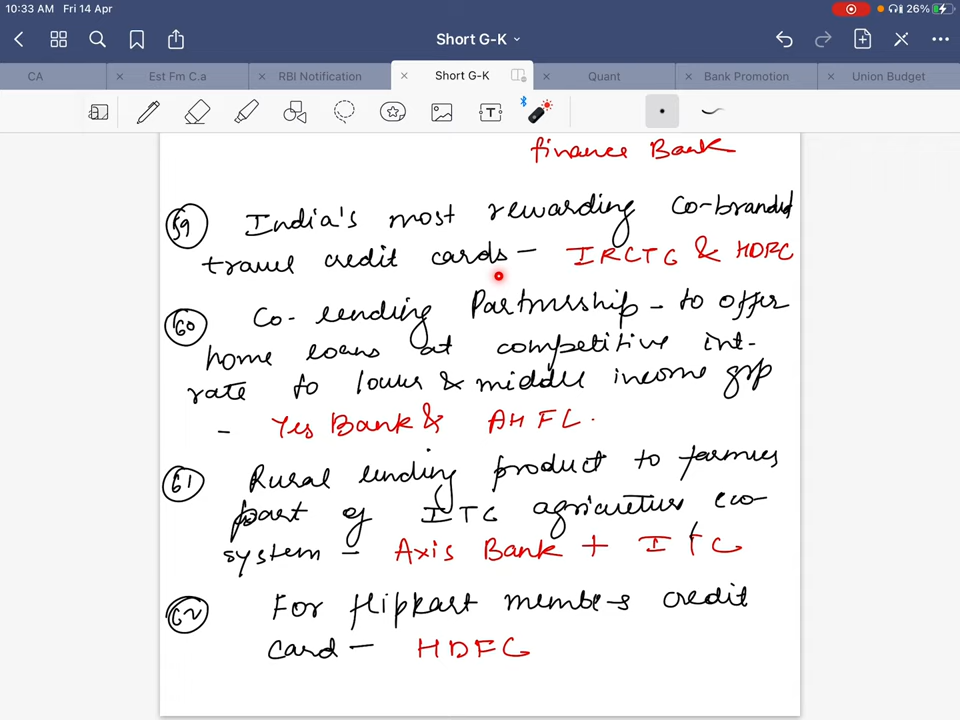 10:33 AM Fri 14 Apr 26%
Short G-K
CA Est Fm C.a RBI Notification Short G-K Quant Bank Promotion Union Budget
finance Bank
59 India's most rewarding co-branded
travel credit cards - IRCTC & HDFC
60 Co-lending Partnership - to offer
home loans at competitive int-
rate to lower & middle income grp
- Yes Bank & AHFL.
61 Rural lending product to farmers
part of ITC agriculture eco-
system - Axis Bank + ITC
62 For flipkart members credit
card - HDFC